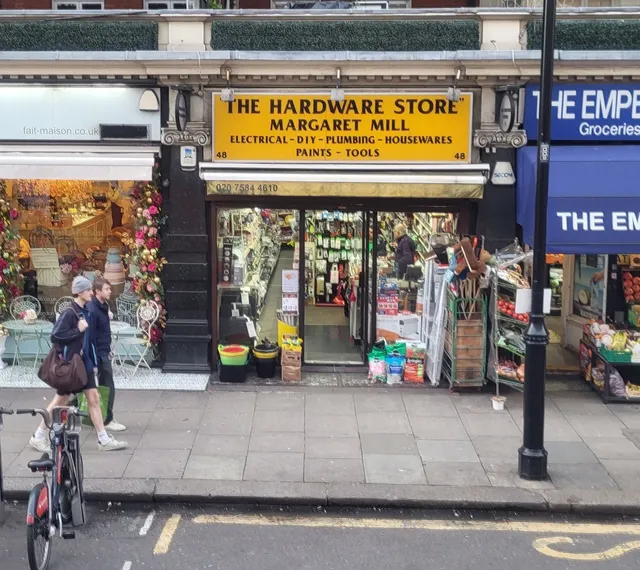 fait-maison.co.uk
"THE HARDWARE STORE"
MARGARET MILL
ELECTRICAL - DIY - PLUMBING - HOUSEWARES
48 PAINTS - TOOLS 48
020 7584 4610
THE EMPE
Groceries
THE EM